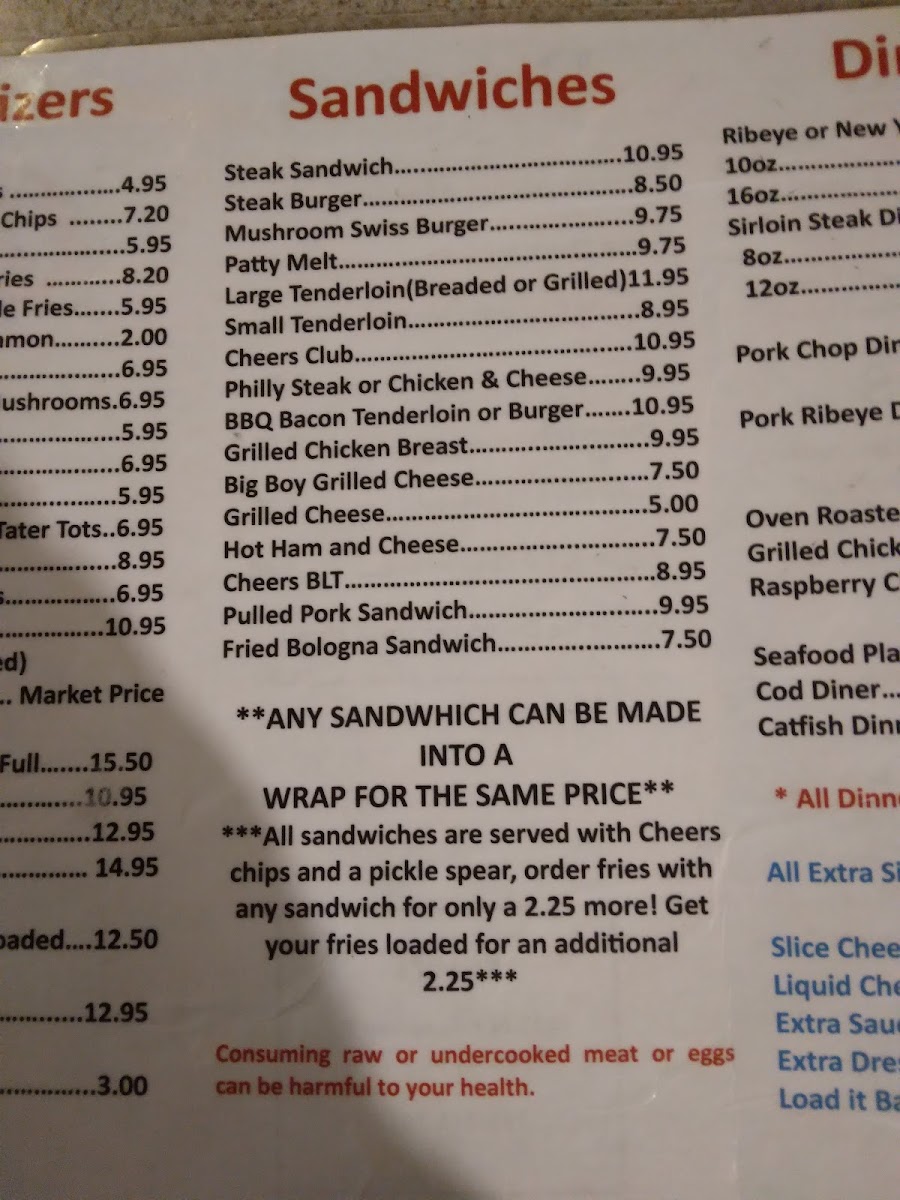 izers
...................4.95
Chips ........7.20
5.95
ries ............8.20
le Fries.......5.95
amon..........2.00
6.95
ushrooms.6.95
5.95
6.95
5.95
Tater Tots..6.95
8.95
s..................6.95
10.95
ed)
.. Market Price
Full.......15.50
10.95
12.95
14.95
oaded....12.50
12.95
3.00
Sandwiches
Steak Sandwich....................................10.95
Steak Burger...........................................8.50
Mushroom Swiss Burger.......................9.75
Patty Melt...............................................9.75
Large Tenderloin(Breaded or Grilled)11.95
Small Tenderloin.....................................8.95
Cheers Club............................................10.95
Philly Steak or Chicken & Cheese........9.95
BBQ Bacon Tenderloin or Burger.......10.95
Grilled Chicken Breast............................9.95
Big Boy Grilled Cheese...........................7.50
Grilled Cheese.........................................5.00
Hot Ham and Cheese..............................7.50
Cheers BLT................................................8.95
Pulled Pork Sandwich.............................9.95
Fried Bologna Sandwich.........................7.50
**ANY SANDWHICH CAN BE MADE
INTO A
WRAP FOR THE SAME PRICE**
***All sandwiches are served with Cheers
chips and a pickle spear, order fries with
any sandwich for only a 2.25 more! Get
your fries loaded for an additional
2.25***
Consuming raw or undercooked meat or eggs
can be harmful to your health.
Din
Ribeye or New Y
10oz...................
16oz...................
Sirloin Steak Di
8oz..................
12oz.................
Pork Chop Din
Pork Ribeye D
Oven Roaste
Grilled Chick
Raspberry C
Seafood Pla
Cod Diner...
Catfish Dinn
* All Dinne
All Extra Si
Slice Chee
Liquid Che
Extra Sauc
Extra Dres
Load it Ba